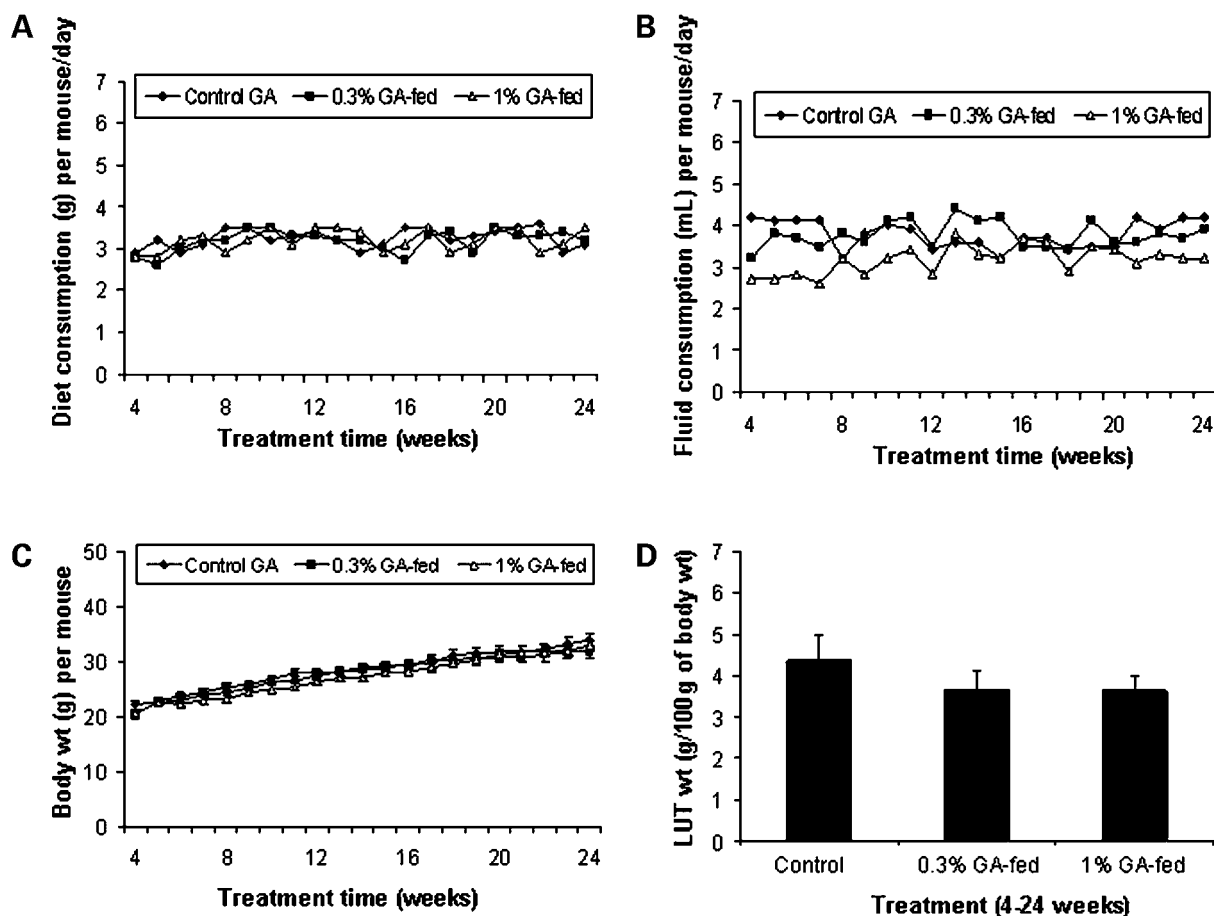 A
Diet consumption (g) per mouse/day
Control GA 0.3% GA-fed 1% GA-fed
7
6
5
4
3
2
1
0
4 8 12 16 20 24
Treatment time (weeks)
B
Fluid consumption (mL) per mouse/day
Control GA 0.3% GA-fed 1% GA-fed
7
6
5
4
3
2
1
0
4 8 12 16 20 24
Treatment time (weeks)
C
Body wt (g) per mouse
Control GA 0.3% GA-fed 1% GA-fed
50
40
30
20
10
0
4 8 12 16 20 24
Treatment time (weeks)
D
LUT wt (g/100g of body wt)
7
6
5
4
3
2
1
0
Control 0.3% GA-fed 1% GA-fed
Treatment (4-24 weeks)